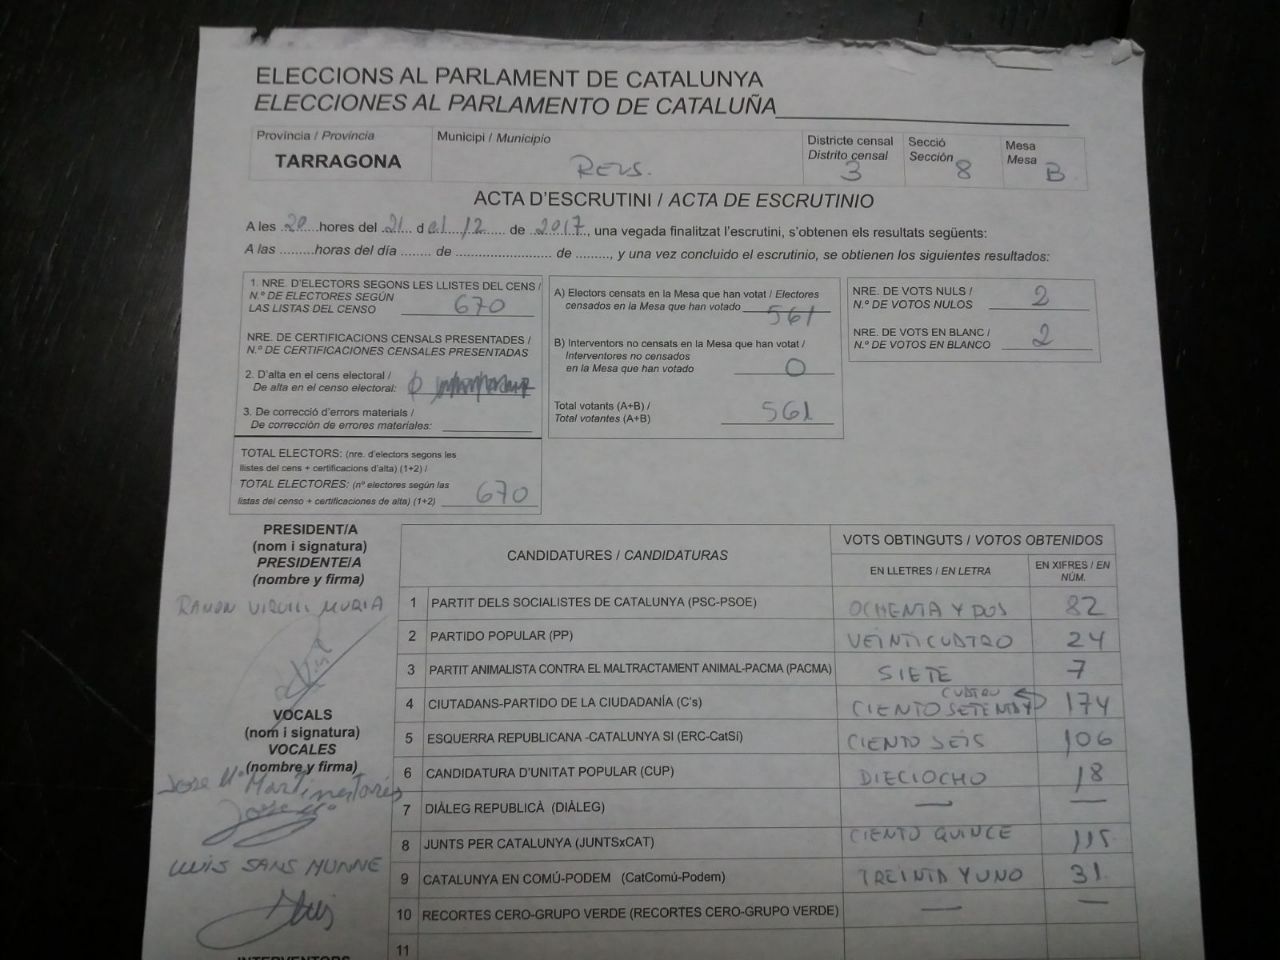 ELECCIONS AL PARLAMENT DE CATALUNYA
ELECCIONES AL PARLAMENTO DE CATALUÑA
Província / Provincia
TARRAGONA
Municipi / Municipio
REUS.
Districte censal
Distrito censal
3
Secció
Sección
8
Mesa
Mesa
B
ACTA D'ESCRUTINI / ACTA DE ESCRUTINIO
A les 20 hores del 21 d el 12 de 2017, una vegada finalitzat l'escrutini, s'obtenen els resultats següents:
A las .........horas del día ........ de ........................ de ........, y una vez concluido el escrutinio, se obtienen los siguientes resultados:
1. NRE. D'ELECTORS SEGONS LES LLISTES DEL CENS /
N.º DE ELECTORES SEGÚN
LAS LISTAS DEL CENSO 670
NRE. DE CERTIFICACIONS CENSALS PRESENTADES /
N.º DE CERTIFICACIONES CENSALES PRESENTADAS
2. D'alta en el cens electoral /
De alta en el censo electoral: 0
3. De correcció d'errors materials /
De corrección de errores materiales:
TOTAL ELECTORS: (nre. d'electors segons les
llistes del cens + certificacions d'alta) (1+2) /
TOTAL ELECTORES: (nº electores según las
listas del censo + certificaciones de alta) (1+2) 670
A) Electors censats en la Mesa que han votat / Electores
censados en la Mesa que han votado 561
B) Interventors no censats en la Mesa que han votat /
Interventores no censados
en la Mesa que han votado 0
Total votants (A+B) /
Total votantes (A+B) 561
NRE. DE VOTS NULS /
N.º DE VOTOS NULOS 2
NRE. DE VOTS EN BLANC /
N.º DE VOTOS EN BLANCO 2
PRESIDENT/A
(nom i signatura)
PRESIDENTE/A
(nombre y firma)
RAMON VIRGILI MURIA
VOCALS
(nom i signatura)
VOCALES
(nombre y firma)
Jose Mª Martinez Tares
Jose Mª
LLUIS SANS MUNNE
Lluis
INTERVENTORS
CANDIDATURES / CANDIDATURAS
VOTS OBTINGUTS / VOTOS OBTENIDOS
EN LLETRES / EN LETRA
EN XIFRES / EN
NÚM.
1 PARTIT DELS SOCIALISTES DE CATALUNYA (PSC-PSOE) OCHENTA Y DOS 82
2 PARTIDO POPULAR (PP) VEINTICUATRO 24
3 PARTIT ANIMALISTA CONTRA EL MALTRACTAMENT ANIMAL-PACMA (PACMA) SIETE 7
CUATRO
4 CIUTADANS-PARTIDO DE LA CIUDADANÍA (C's) CIENTO SETENTA Y 174
5 ESQUERRA REPUBLICANA -CATALUNYA SI (ERC-CatSí) CIENTO SEIS 106
6 CANDIDATURA D'UNITAT POPULAR (CUP) DIECIOCHO 18
7 DIÀLEG REPUBLICÀ (DIÀLEG) — —
8 JUNTS PER CATALUNYA (JUNTSxCAT) CIENTO QUINCE 115
9 CATALUNYA EN COMÚ-PODEM (CatComú-Podem) TREINTA Y UNO 31
10 RECORTES CERO-GRUPO VERDE (RECORTES CERO-GRUPO VERDE) — —
11